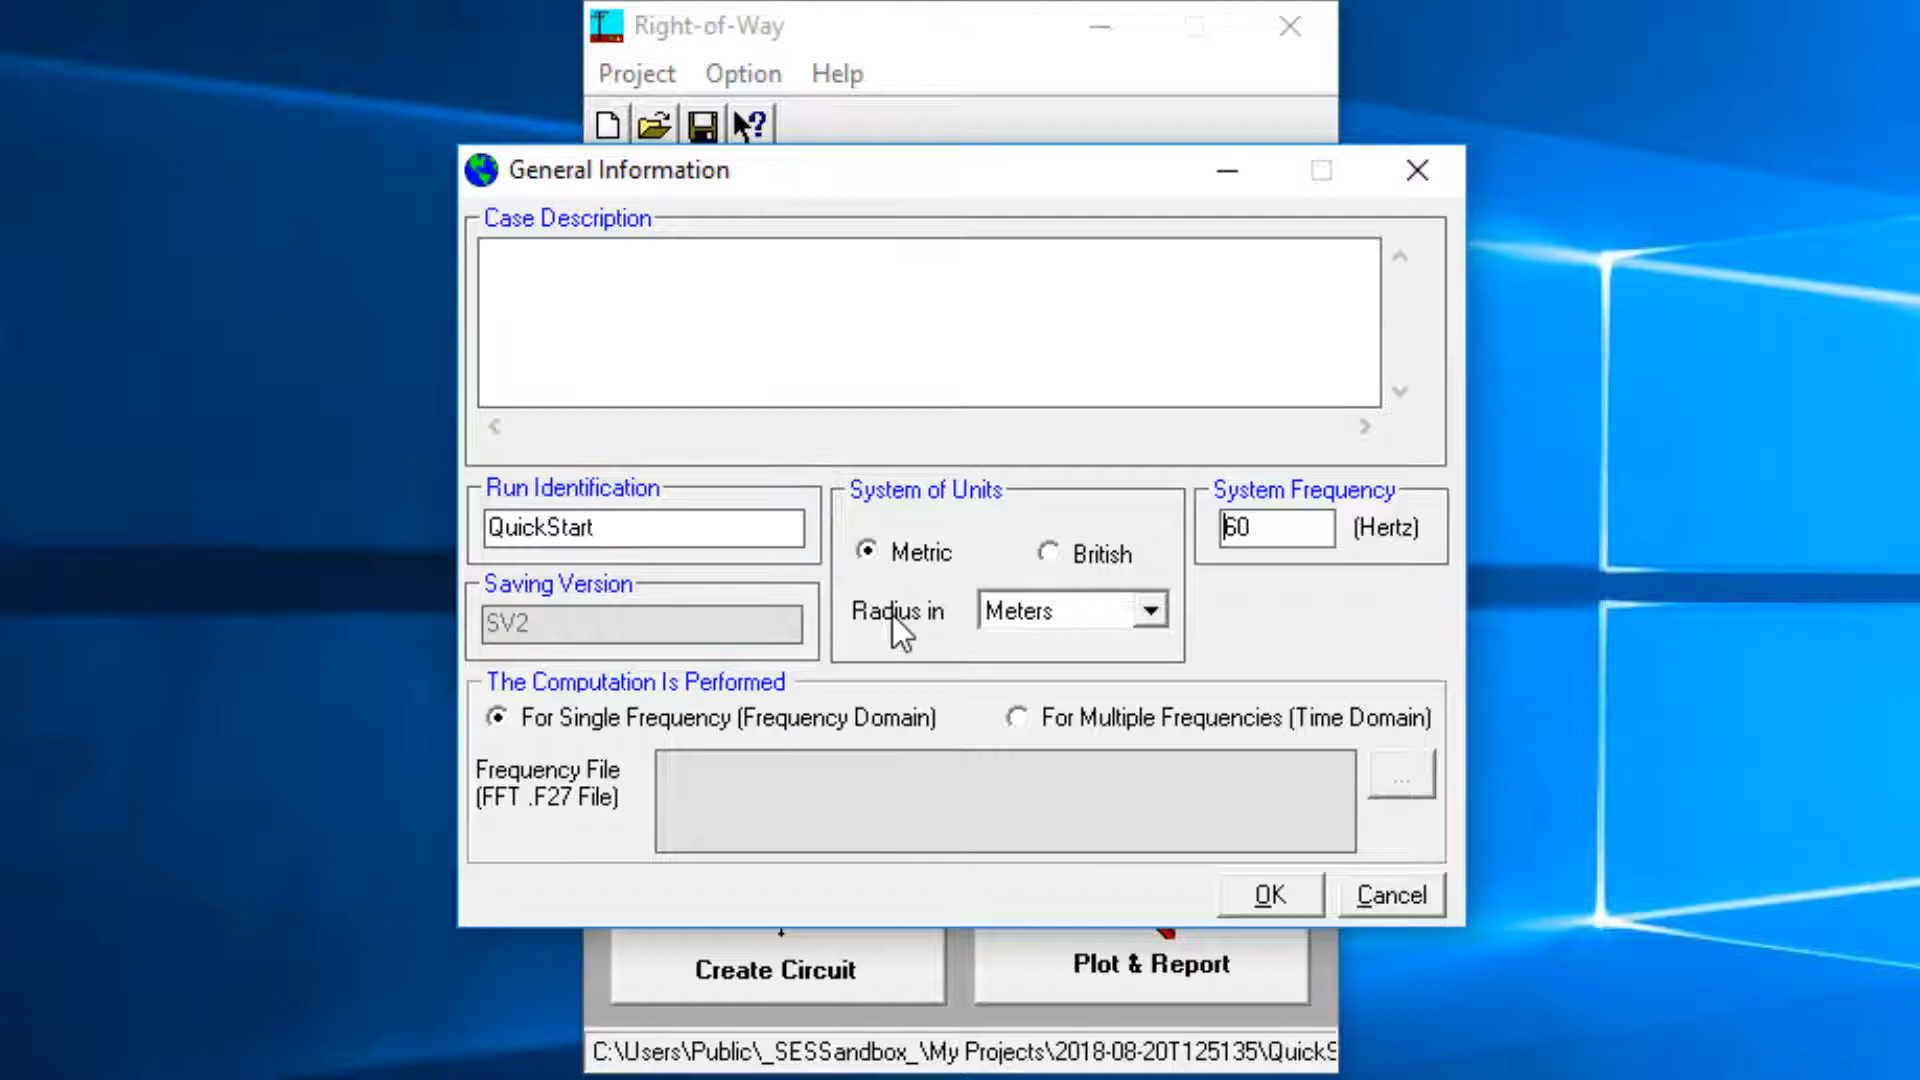 Right-of-Way
Project Option Help
General Information
Case Description
Run Identification
QuickStart
System of Units
Metric British
Radius in Meters
System Frequency
60 (Hertz)
Saving Version
SV2
The Computation Is Performed
For Single Frequency (Frequency Domain) For Multiple Frequencies (Time Domain)
Frequency File
(FFT .F27 File)
...
OK Cancel
Create Circuit Plot & Report
C:\Users\Public\_SESSandbox_\My Projects\2018-08-20T125135\QuickS